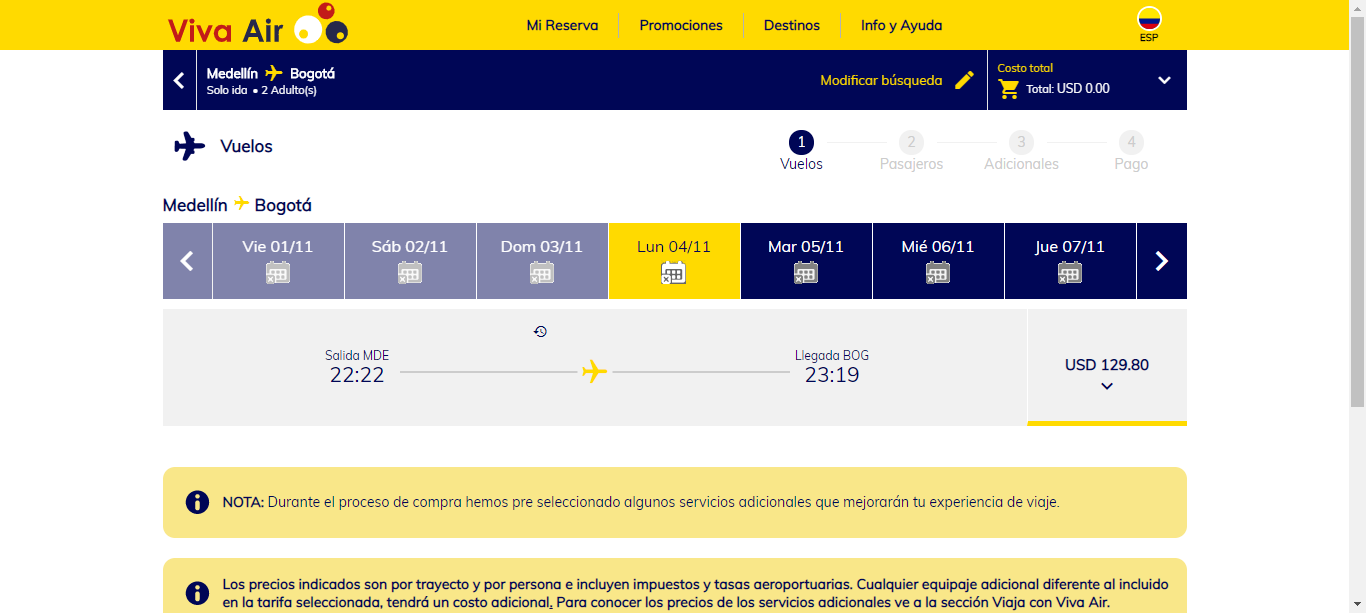 Viva Air
Mi Reserva
Promociones
Destinos
Info y Ayuda
ESP
Medellín Bogotá
Solo ida • 2 Adulto(s)
Modificar búsqueda
Costo total
Total: USD 0.00
Vuelos
1
Vuelos
2
Pasajeros
3
Adicionales
4
Pago
Medellín Bogotá
Vie 01/11
Sáb 02/11
Dom 03/11
Lun 04/11
Mar 05/11
Mié 06/11
Jue 07/11
Salida MDE
22:22
Llegada BOG
23:19
USD 129.80
NOTA: Durante el proceso de compra hemos pre seleccionado algunos servicios adicionales que mejorarán tu experiencia de viaje.
Los precios indicados son por trayecto y por persona e incluyen impuestos y tasas aeroportuarias. Cualquier equipaje adicional diferente al incluido
en la tarifa seleccionada, tendrá un costo adicional. Para conocer los precios de los servicios adicionales ve a la sección Viaja con Viva Air.